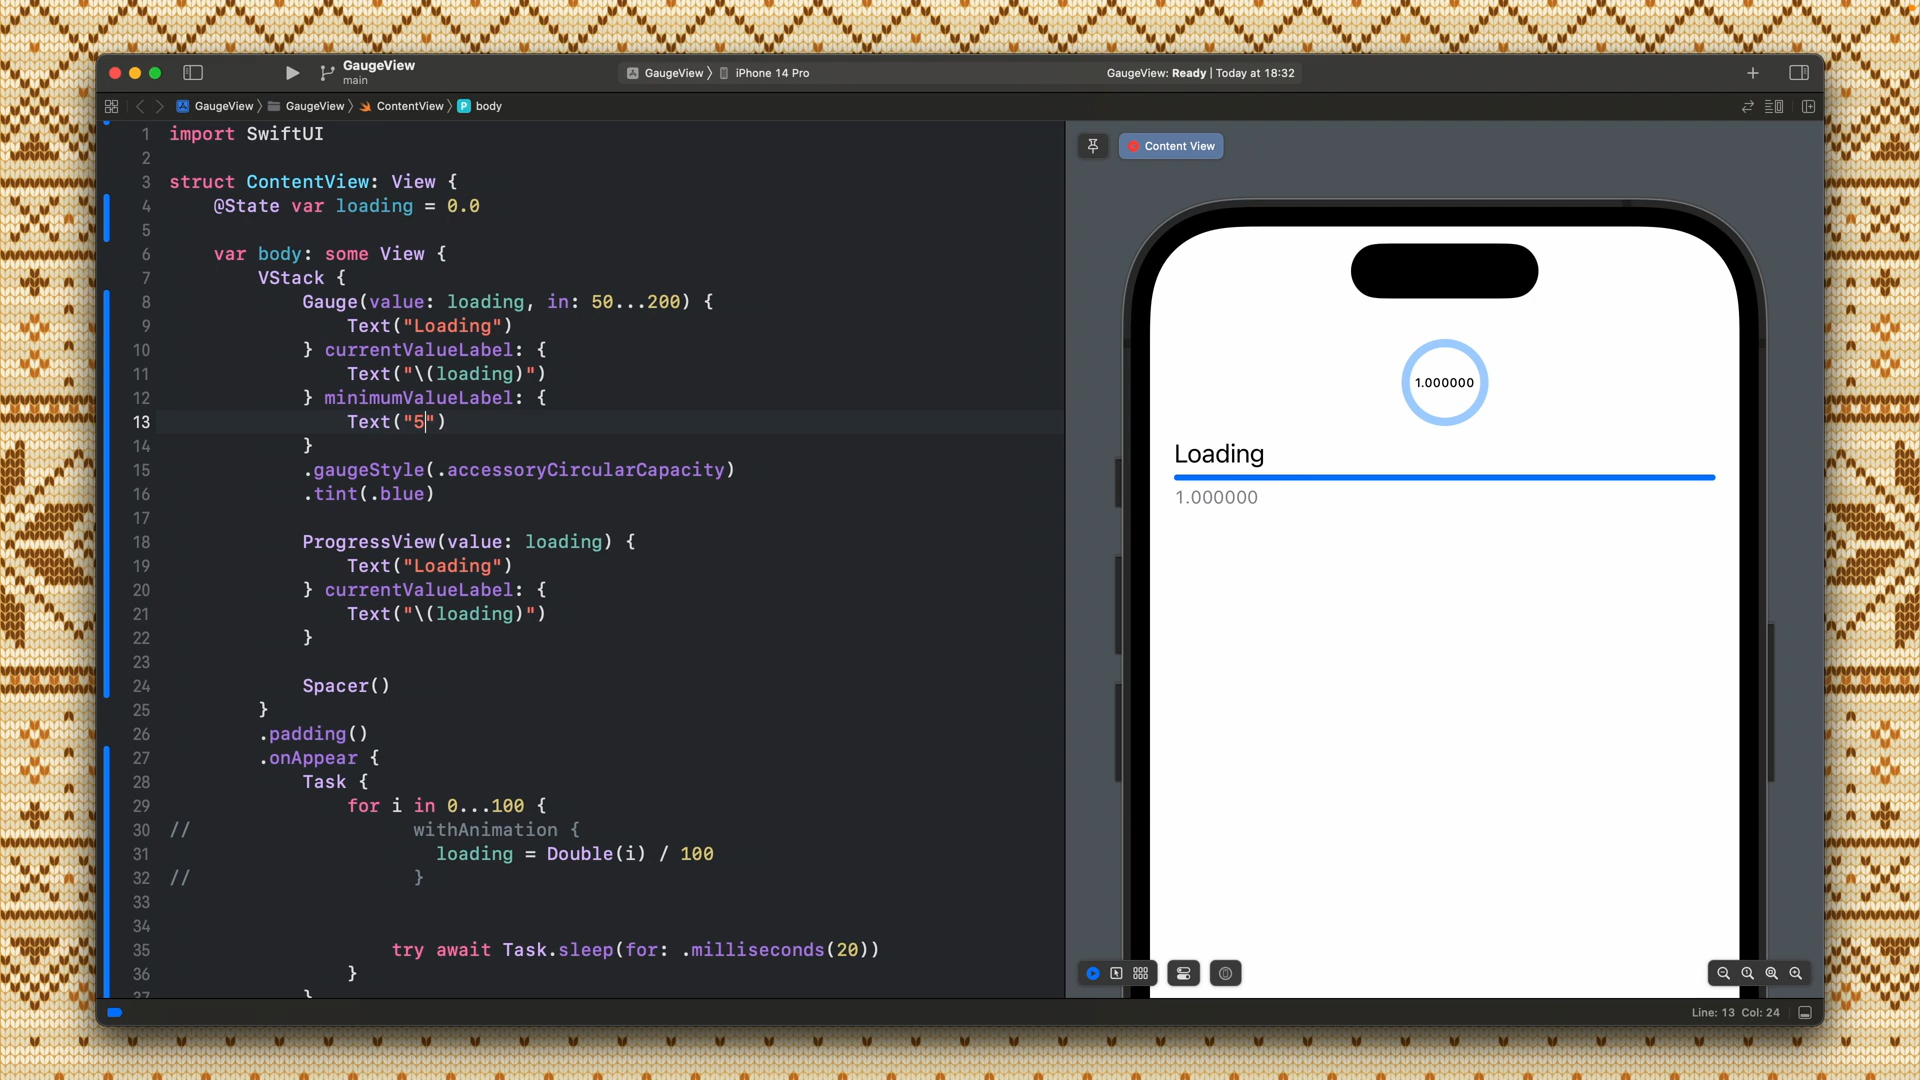 GaugeView
main
GaugeView
iPhone 14 Pro
GaugeView: Ready | Today at 18:32
GaugeView
GaugeView
ContentView
P body
1 import SwiftUI
2
3 struct ContentView: View {
4 @State var loading = 0.0
5
6 var body: some View {
7 VStack {
8 Gauge(value: loading, in: 50...200) {
9 Text("Loading")
10 } currentValueLabel: {
11 Text("\(loading)")
12 } minimumValueLabel: {
13 Text("5")
14 }
15 .gaugeStyle(.accessoryCircularCapacity)
16 .tint(.blue)
17
18 ProgressView(value: loading) {
19 Text("Loading")
20 } currentValueLabel: {
21 Text("\(loading)")
22 }
23
24 Spacer()
25 }
26 .padding()
27 .onAppear {
28 Task {
29 for i in 0...100 {
30 // withAnimation {
31 loading = Double(i) / 100
32 // }
33
34
35 try await Task.sleep(for: .milliseconds(20))
36 }
37 }
Content View
1.000000
Loading
1.000000
Line: 13 Col: 24